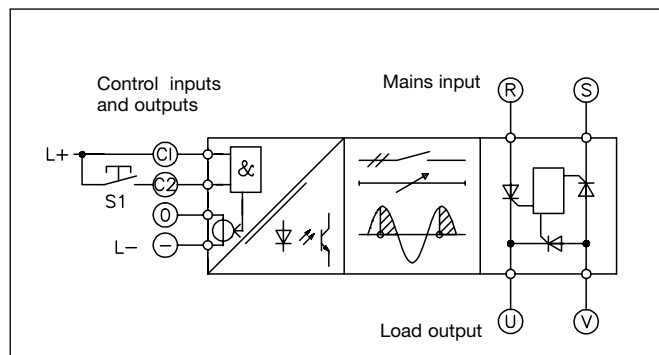 Control inputs
and outputs
Mains input
R
S
L+
C1
&
S1
C2
0
L−
−
U
V
Load output